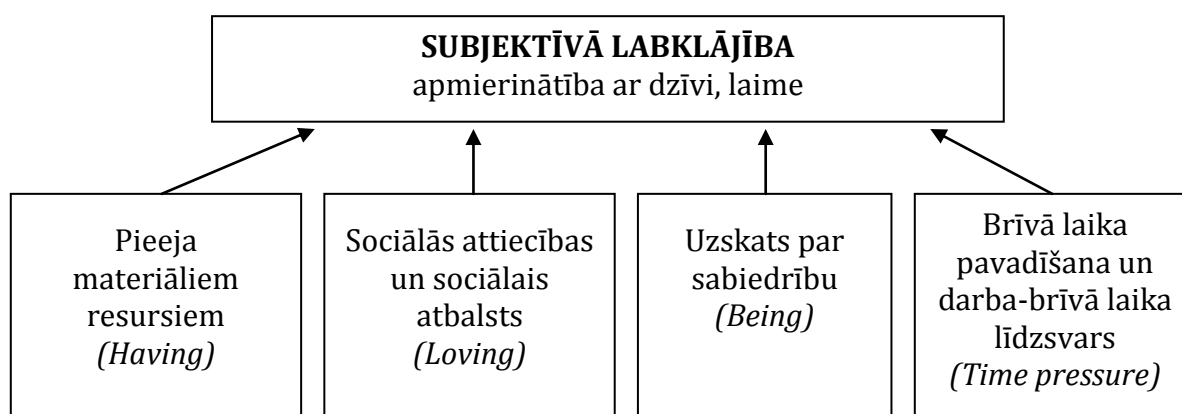 SUBJEKTĪVĀ LABKLĀJĪBA
apmierinātība ar dzīvi, laime
Pieeja
materiāliem
resursiem
(Having)
Sociālās attiecības
un sociālais
atbalsts
(Loving)
Uzskats par
sabiedrību
(Being)
Brīvā laika
pavadīšana un
darba-brīvā laika
līdzsvars
(Time pressure)